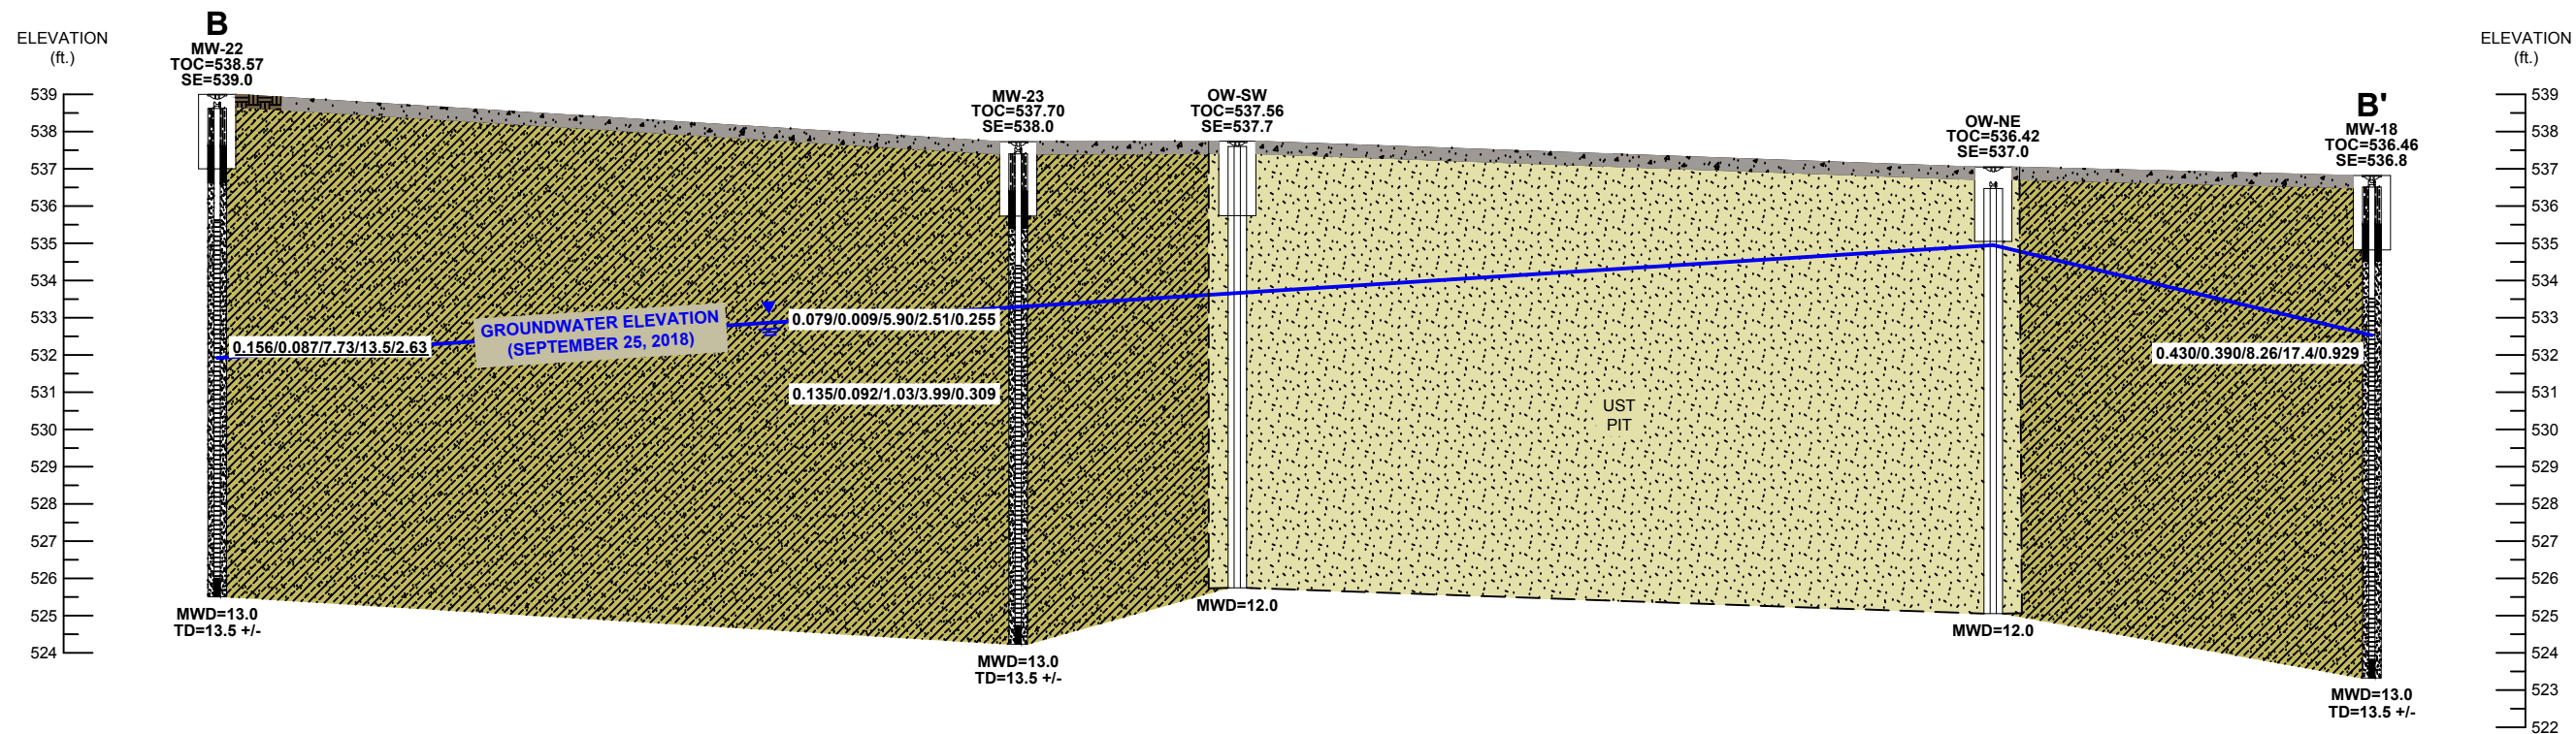 ELEVATION
(ft.)
B
MW-22
TOC=538.57
SE=539.0
MW-23
TOC=537.70
SE=538.0
OW-SW
TOC=537.56
SE=537.7
OW-NE
TOC=536.42
SE=537.0
B'
MW-18
TOC=536.46
SE=536.8
ELEVATION
(ft.)
539
538
537
536
535
534
533
532
531
530
529
528
527
526
525
524
GROUNDWATER ELEVATION
(SEPTEMBER 25, 2018)
0.156/0.087/7.73/13.5/2.63
0.079/0.009/5.90/2.51/0.255
0.135/0.092/1.03/3.99/0.309
UST
PIT
0.430/0.390/8.26/17.4/0.929
MWD=13.0
TD=13.5 +/-
MWD=13.0
TD=13.5 +/-
MWD=12.0
MWD=12.0
MWD=13.0
TD=13.5 +/-
539
538
537
536
535
534
533
532
531
530
529
528
527
526
525
524
523
522